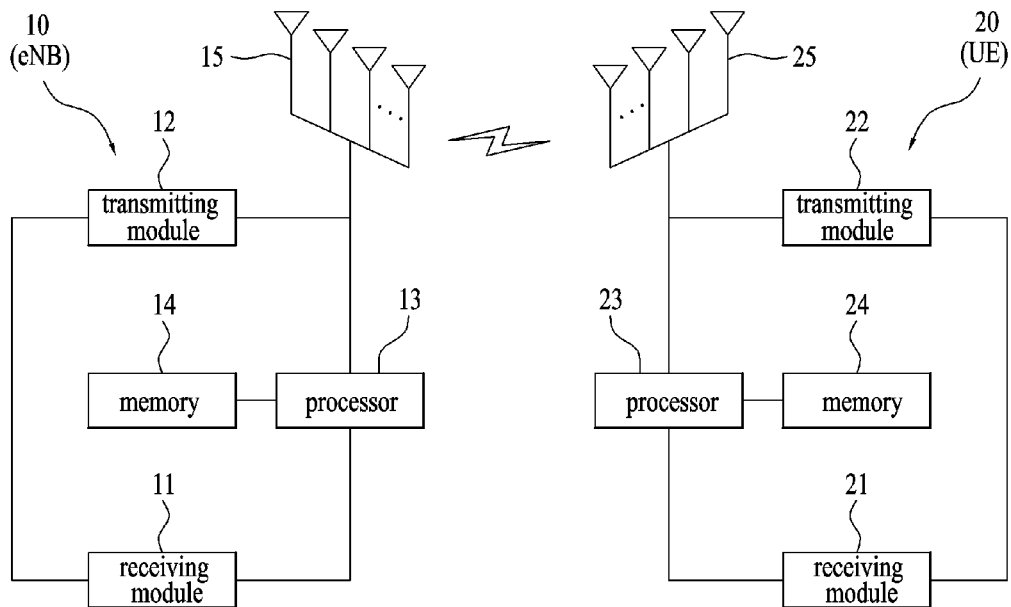 10
(eNB)
15
25
20
(UE)
12
22
transmitting
module
transmitting
module
14
13
23
24
memory
processor
processor
memory
11
21
receiving
module
receiving
module